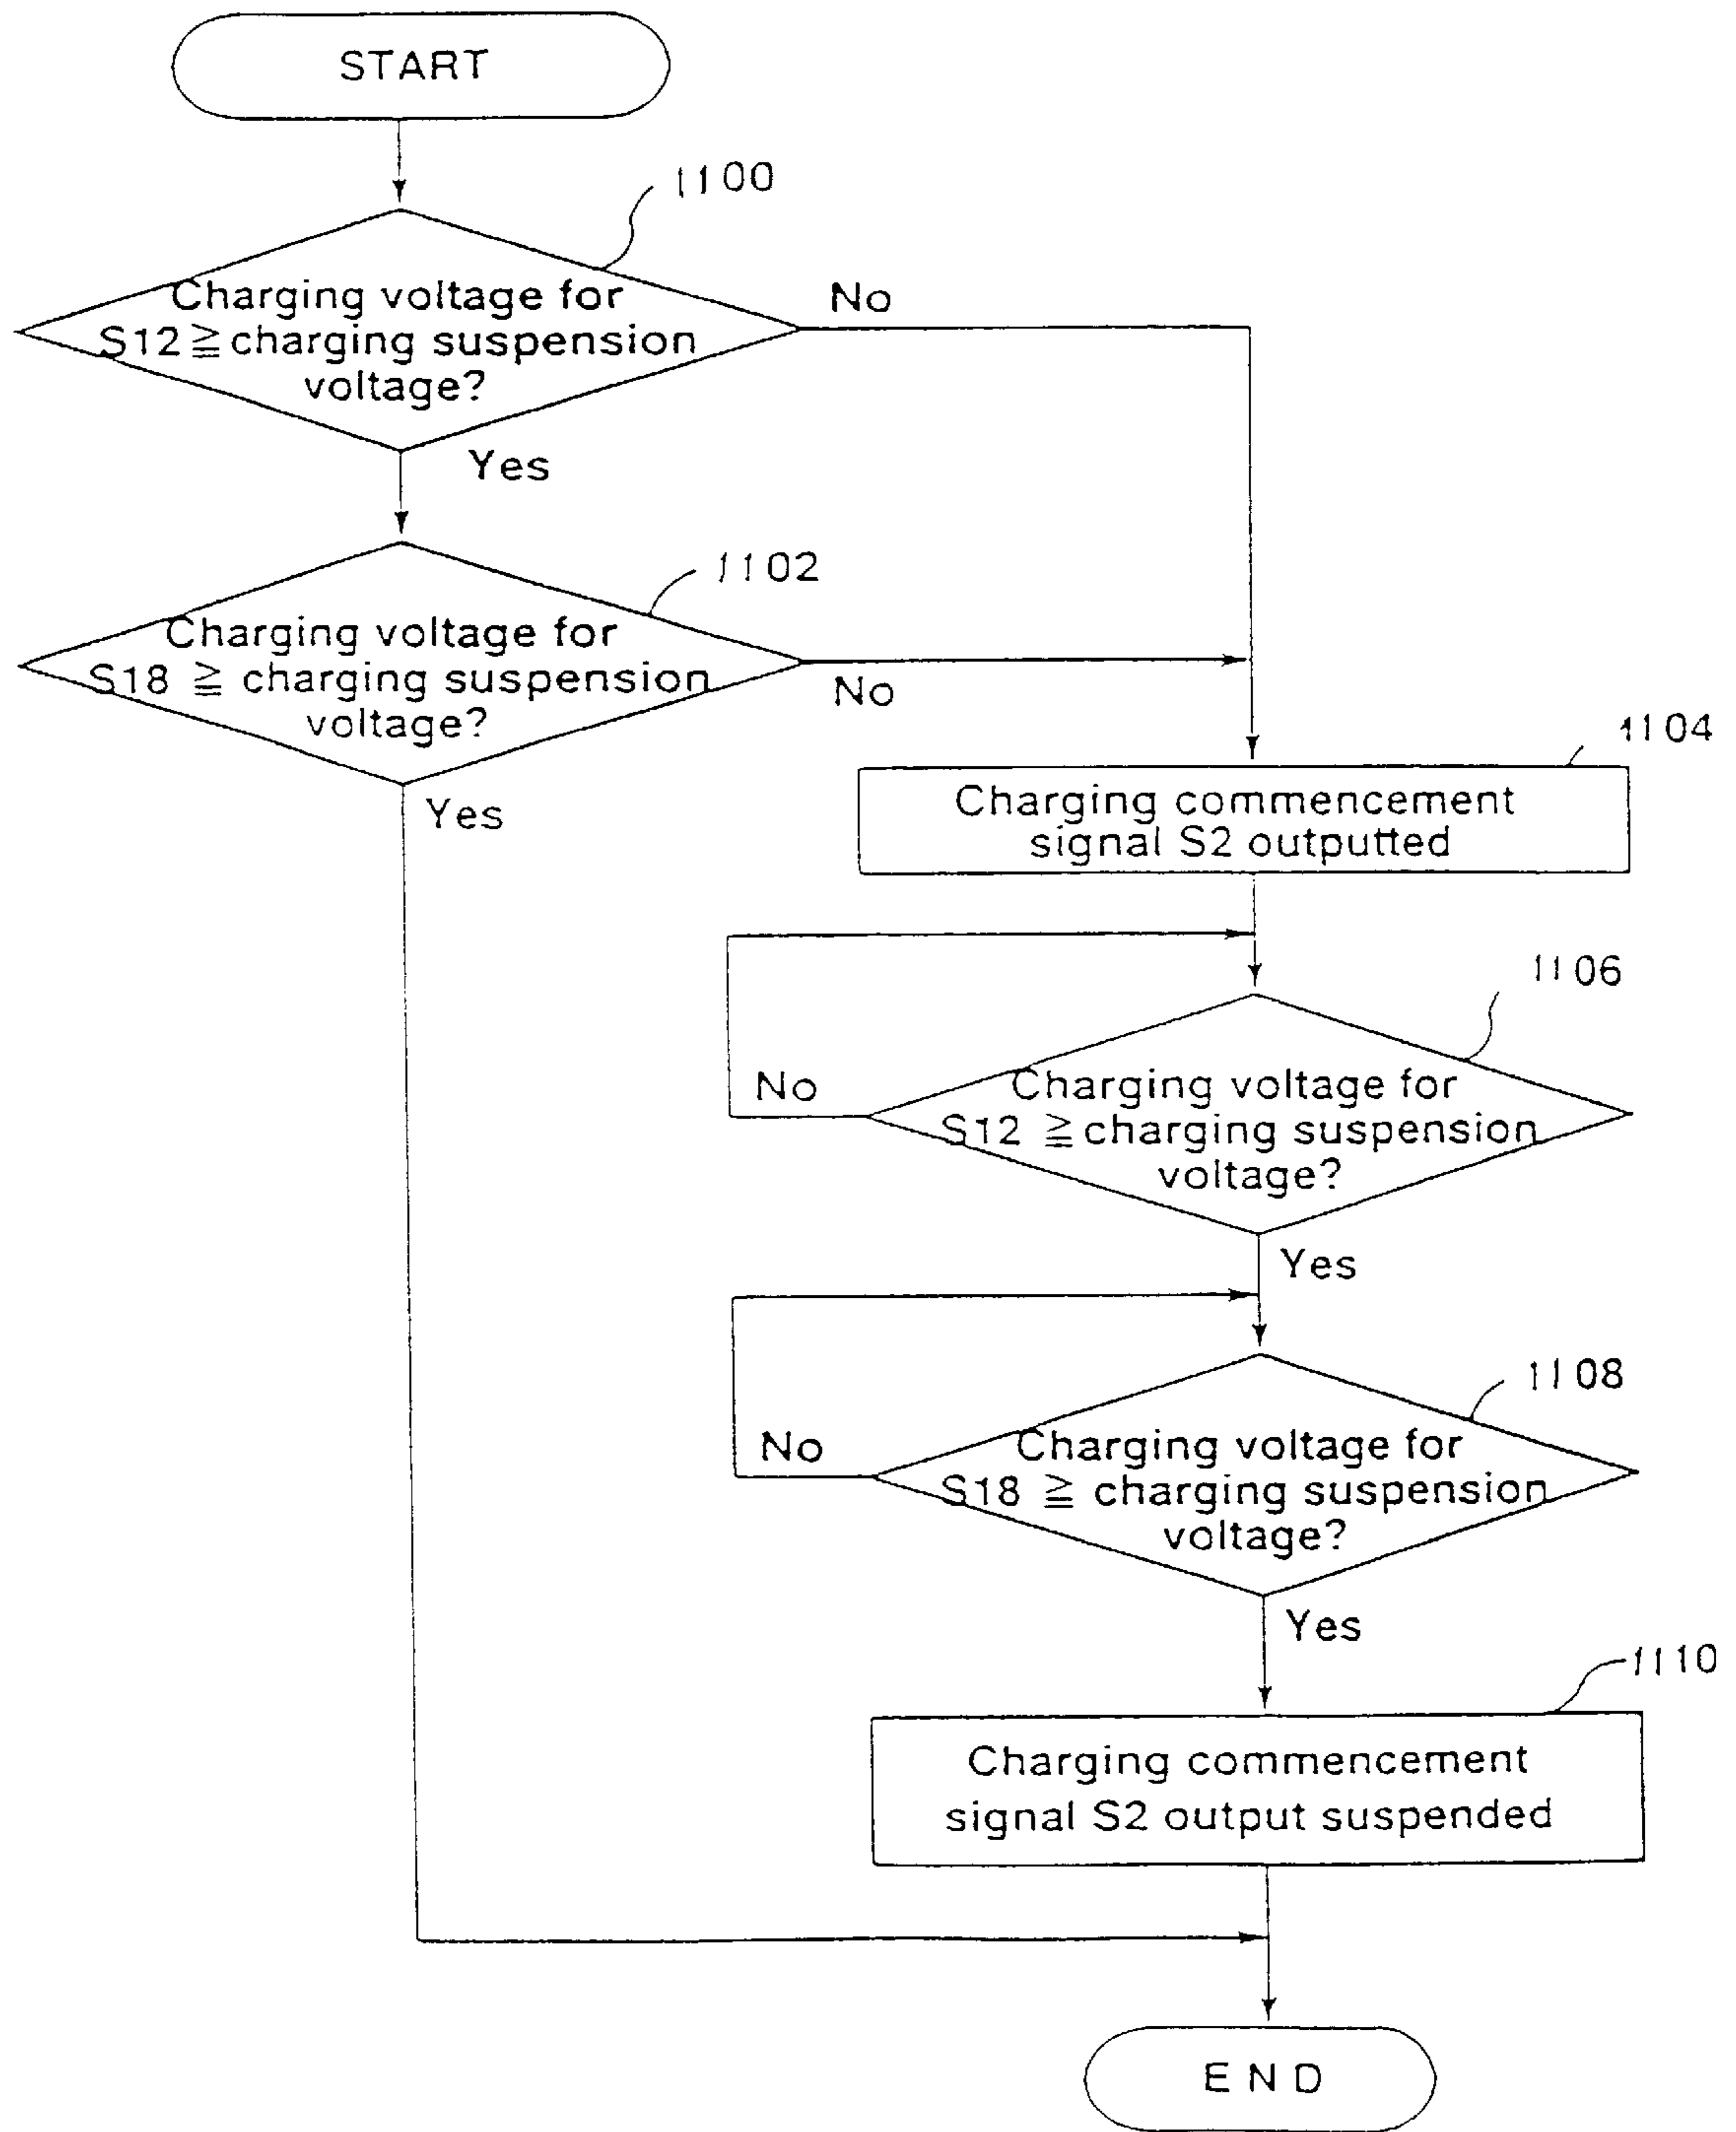 START
1100
Charging voltage for
S12 ≧ charging suspension
voltage?
No
Yes
1102
Charging voltage for
S18 ≧ charging suspension
voltage?
No
Yes
1104
Charging commencement
signal S2 outputted
1106
No
Charging voltage for
S12 ≧ charging suspension
voltage?
Yes
1108
No
Charging voltage for
S18 ≧ charging suspension
voltage?
Yes
1110
Charging commencement
signal S2 output suspended
END